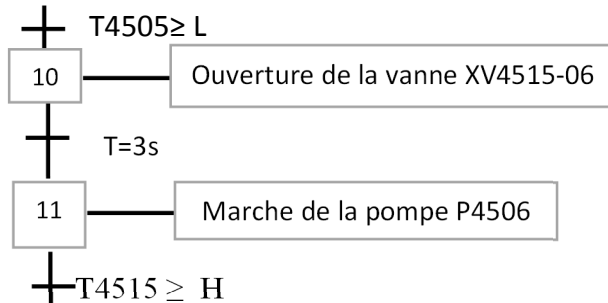 T4505≥ L
10 Ouverture de la vanne XV4515-06
T=3s
11 Marche de la pompe P4506
T4515 ≥ H